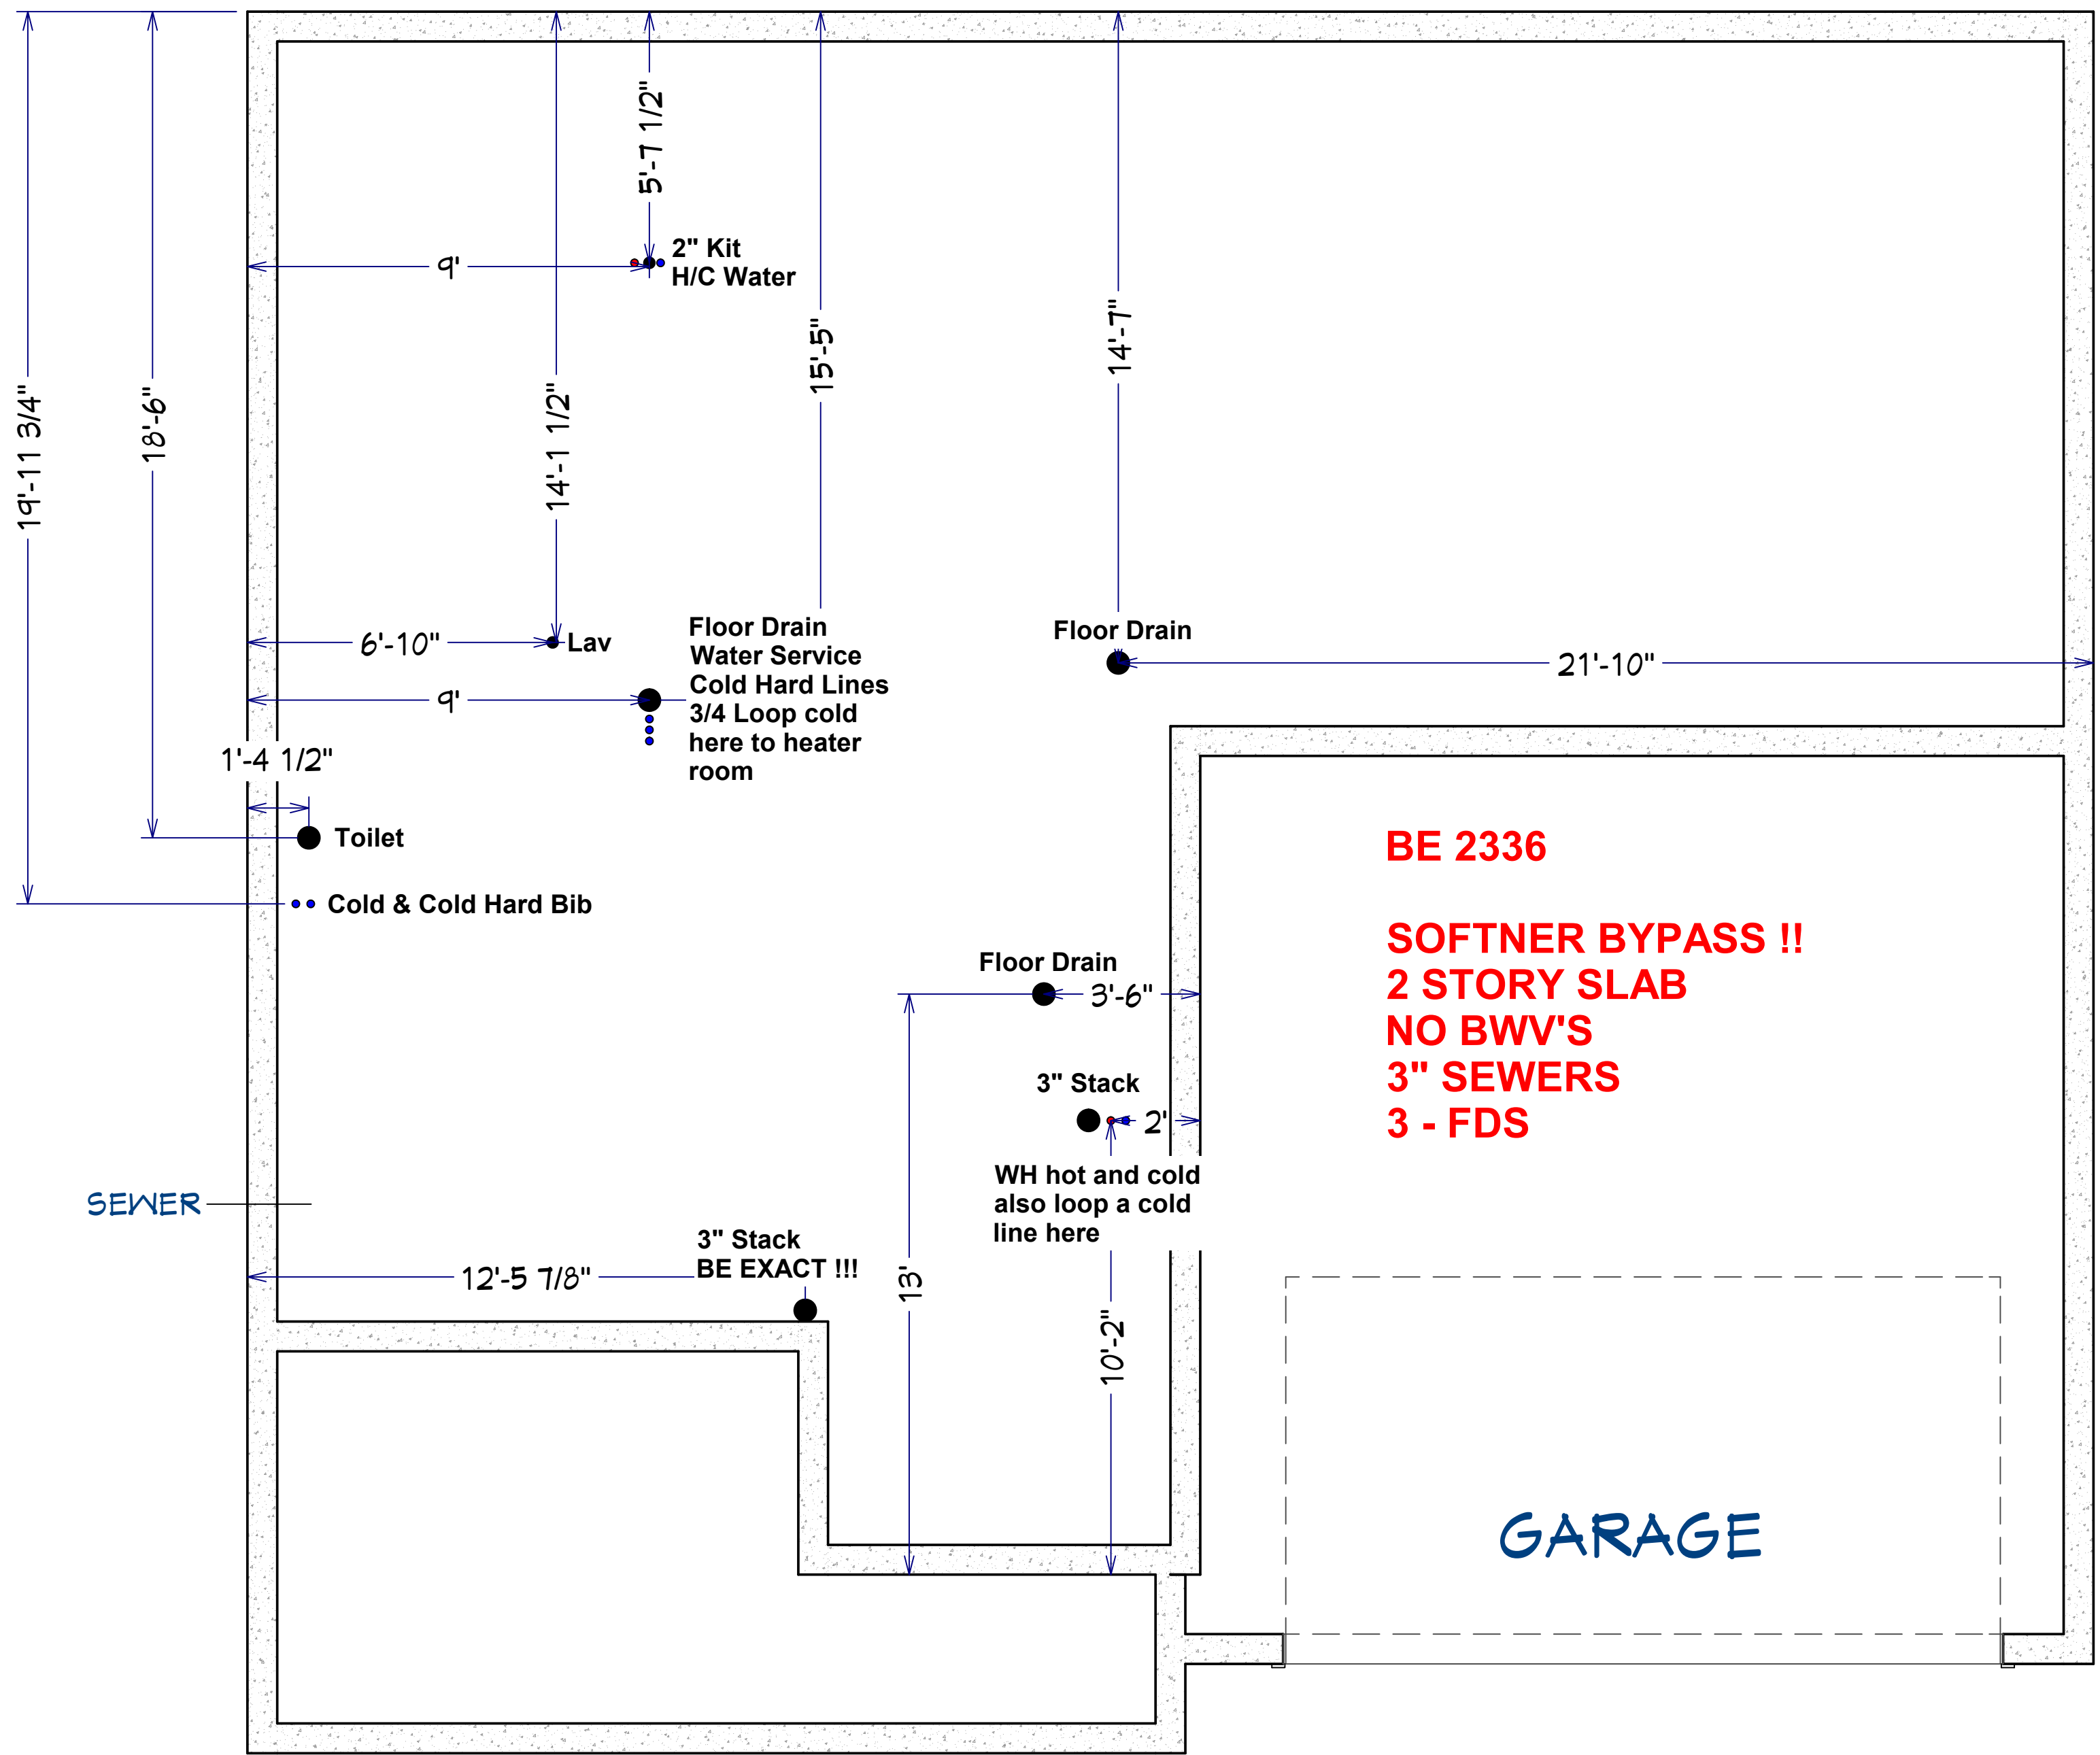 5'-7 1/2"
2" Kit
H/C Water
9'
15'-5"
14'-7"
19'-11 3/4"
18'-6"
14'-1 1/2"
6'-10"
Lav
Floor Drain
Water Service
Cold Hard Lines
3/4 Loop cold
here to heater
room
Floor Drain
21'-10"
9'
1'-4 1/2"
Toilet
Cold & Cold Hard Bib
BE 2336
SOFTNER BYPASS !!
2 STORY SLAB
NO BWV'S
3" SEWERS
3 - FDS
Floor Drain
3'-6"
3" Stack
2'
WH hot and cold
also loop a cold
line here
SEWER
3" Stack
BE EXACT !!!
12'-5 7/8"
13'
10'-2"
GARAGE